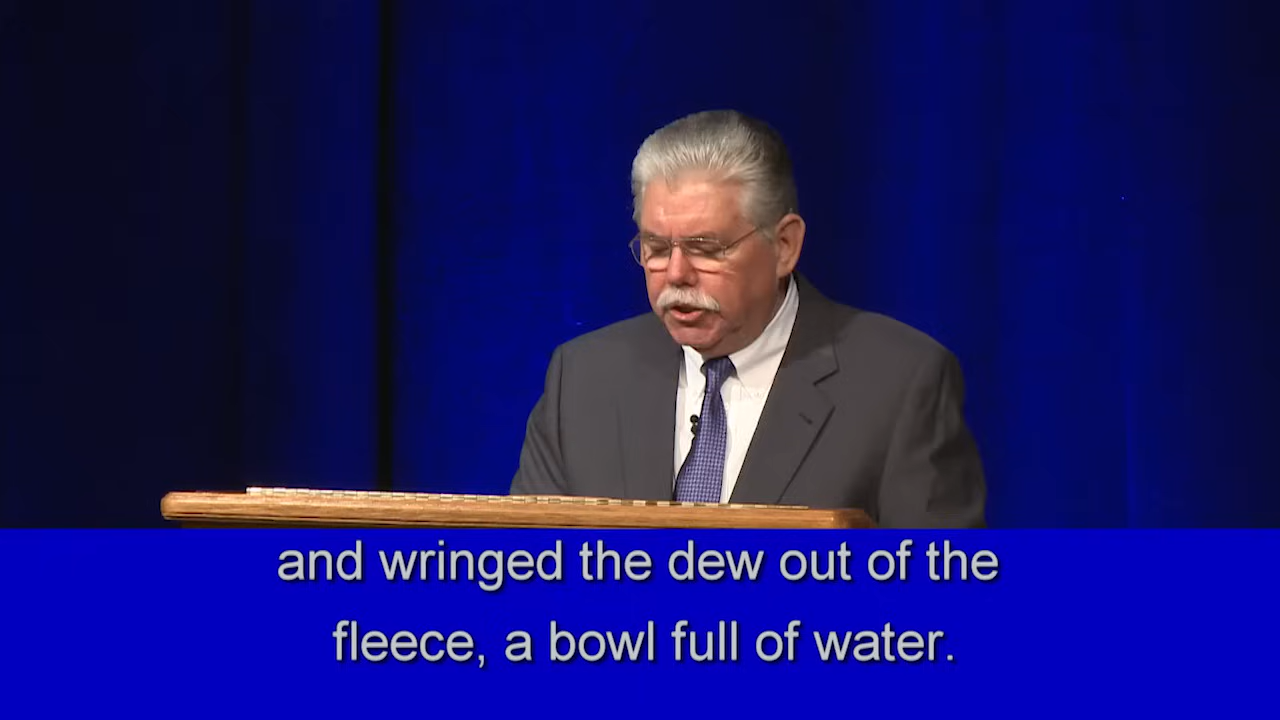 and wringed the dew out of the
fleece, a bowl full of water.